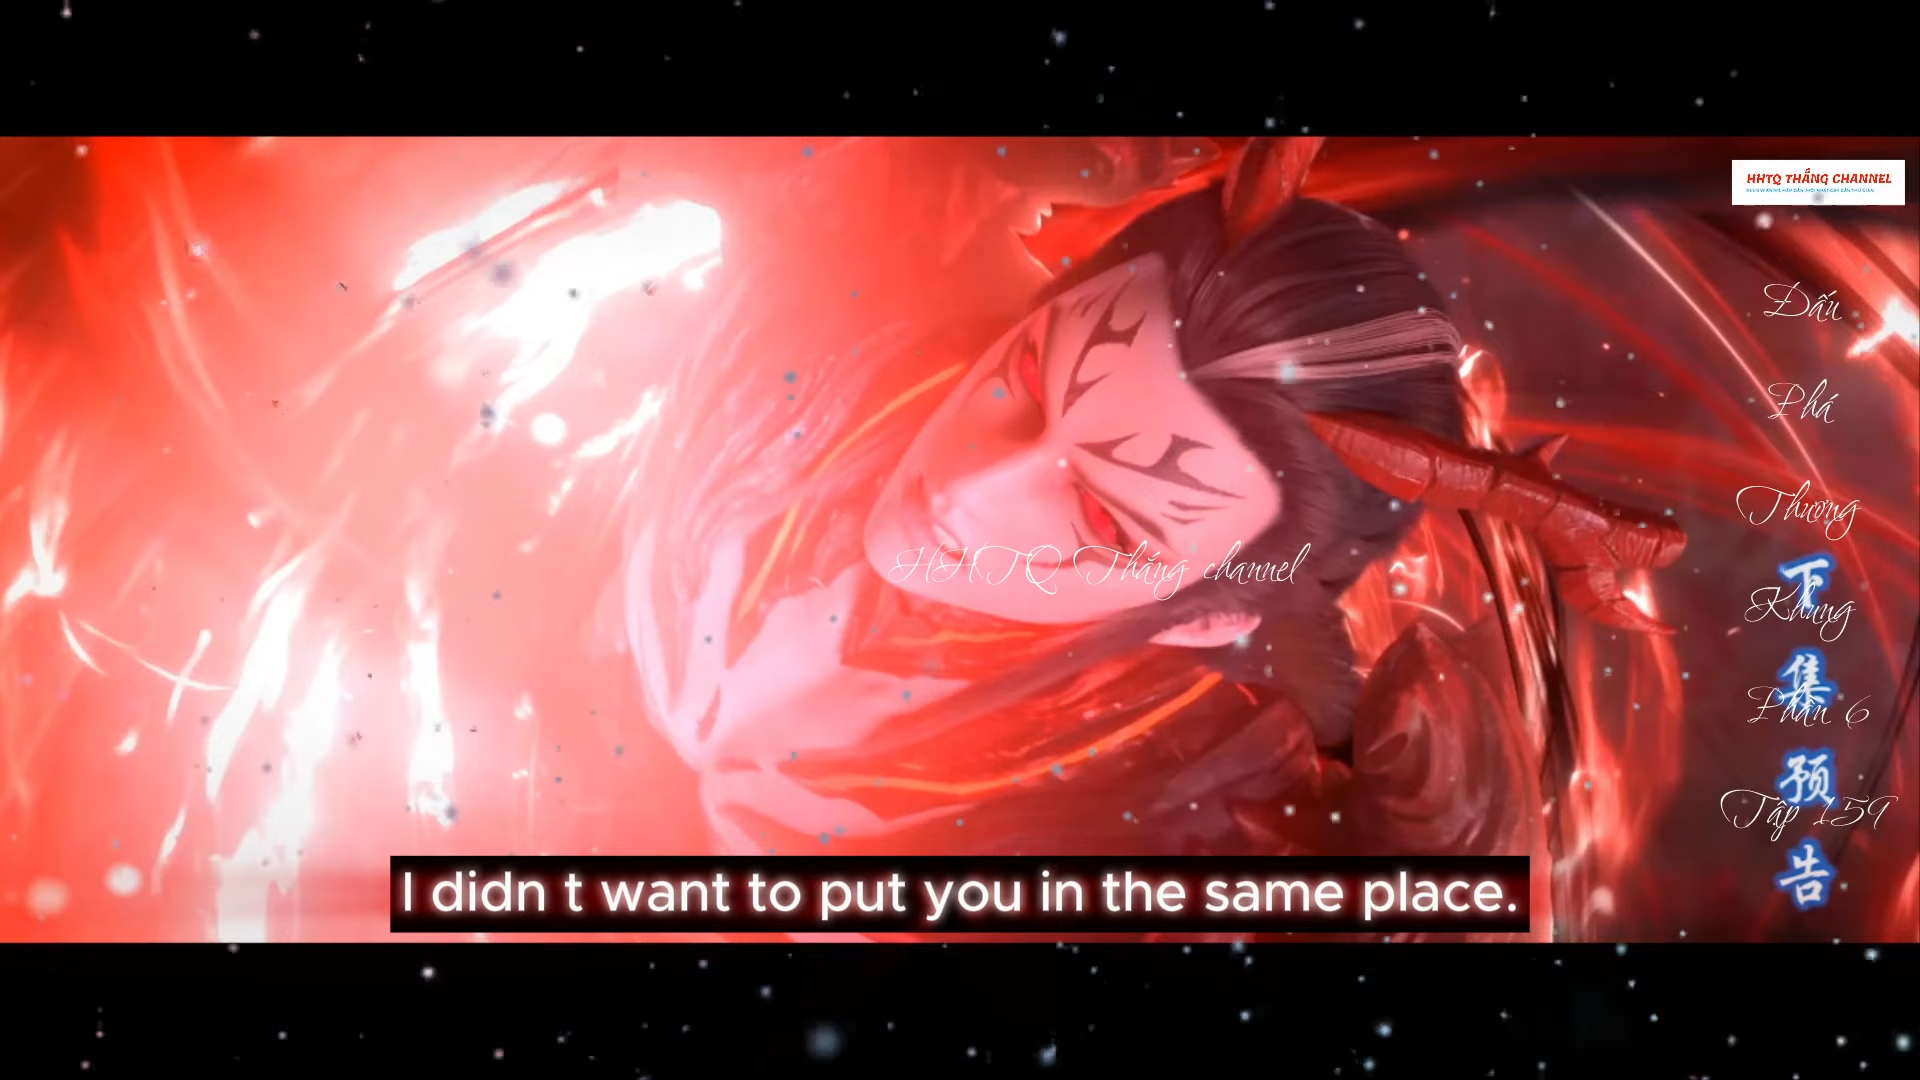 HHTQ THẮNG CHANNEL
Đấu
Phá
Thương
Khung
Phần 6
Tập 159
下集预告
HHTQ Thắng channel
I didn t want to put you in the same place.